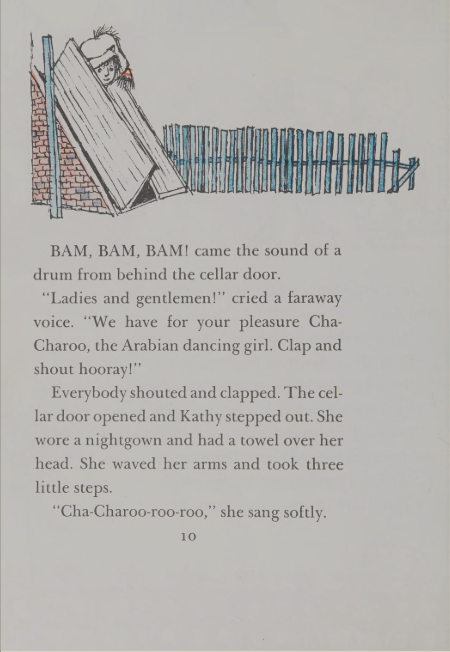 BAM, BAM, BAM! came the sound of a
drum from behind the cellar door.
"Ladies and gentlemen!" cried a faraway
voice. "We have for your pleasure Cha-
Charoo, the Arabian dancing girl. Clap and
shout hooray!"
Everybody shouted and clapped. The cel-
lar door opened and Kathy stepped out. She
wore a nightgown and had a towel over her
head. She waved her arms and took three
little steps.
"Cha-Charoo-roo-roo," she sang softly.
10